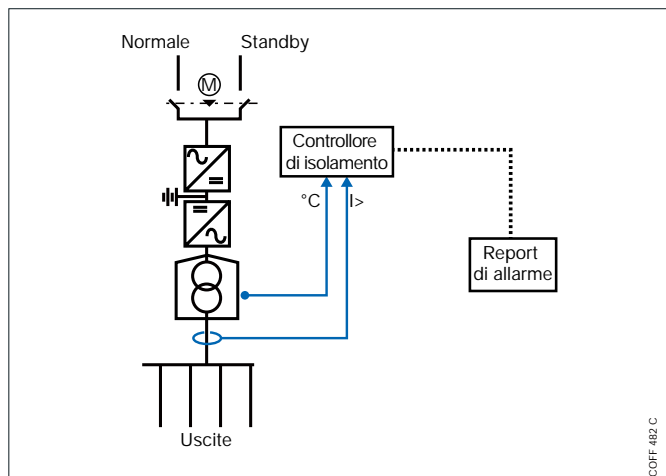 Normale
Standby
M
Controllore
di isolamento
°C
I>
Report
di allarme
Uscite
COFF 482 C